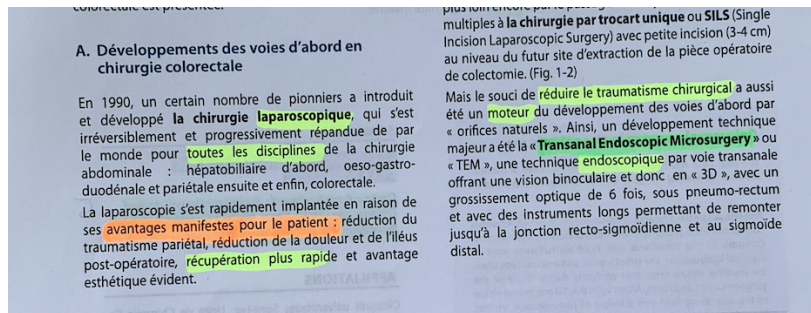 colorectale est présentée.
A. Développements des voies d'abord en
chirurgie colorectale
En 1990, un certain nombre de pionniers a introduit
et développé la chirurgie laparoscopique, qui s'est
irréversiblement et progressivement répandue de par
le monde pour toutes les disciplines de la chirurgie
abdominale : hépatobiliaire d'abord, oeso-gastro-
duodénale et pariétale ensuite et enfin, colorectale.
La laparoscopie s'est rapidement implantée en raison de
ses avantages manifestes pour le patient : réduction du
traumatisme pariétal, réduction de la douleur et de l'iléus
post-opératoire, récupération plus rapide et avantage
esthétique évident.
multiples à la chirurgie par trocart unique ou SILS (Single
Incision Laparoscopic Surgery) avec petite incision (3-4 cm)
au niveau du futur site d'extraction de la pièce opératoire
de colectomie. (Fig. 1-2)
Mais le souci de réduire le traumatisme chirurgical a aussi
été un moteur du développement des voies d'abord par
« orifices naturels ». Ainsi, un développement technique
majeur a été la « Transanal Endoscopic Microsurgery » ou
« TEM », une technique endoscopique par voie transanale
offrant une vision binoculaire et donc en « 3D », avec un
grossissement optique de 6 fois, sous pneumo-rectum
et avec des instruments longs permettant de remonter
jusqu'à la jonction recto-sigmoïdienne et au sigmoïde
distal.